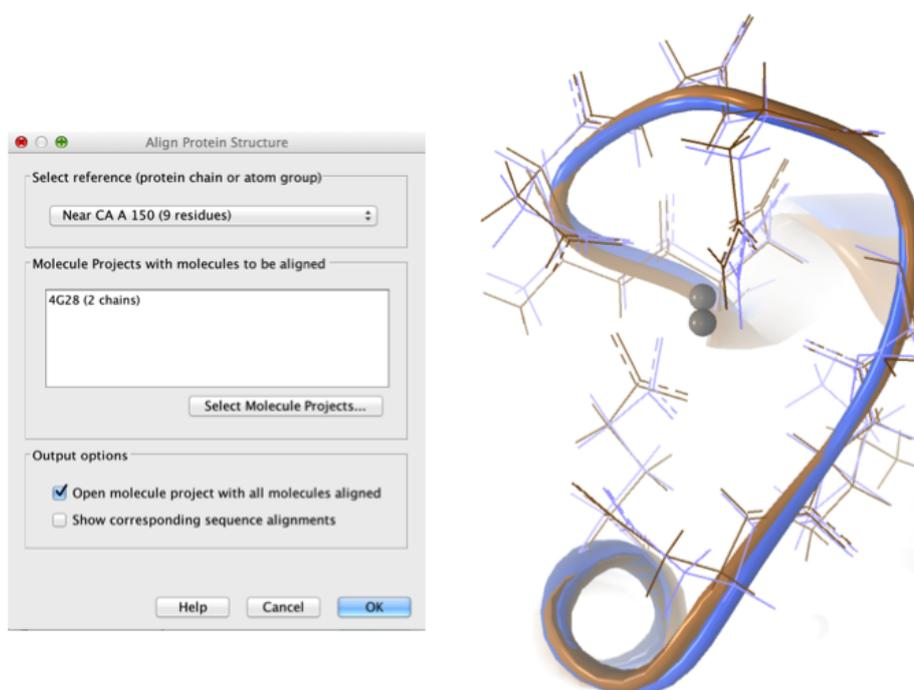 Align Protein Structure
Select reference (protein chain or atom group)
Near CA A 150 (9 residues)
Molecule Projects with molecules to be aligned
4G28 (2 chains)
Select Molecule Projects...
Output options
Open molecule project with all molecules aligned
Show corresponding sequence alignments
Help Cancel OK